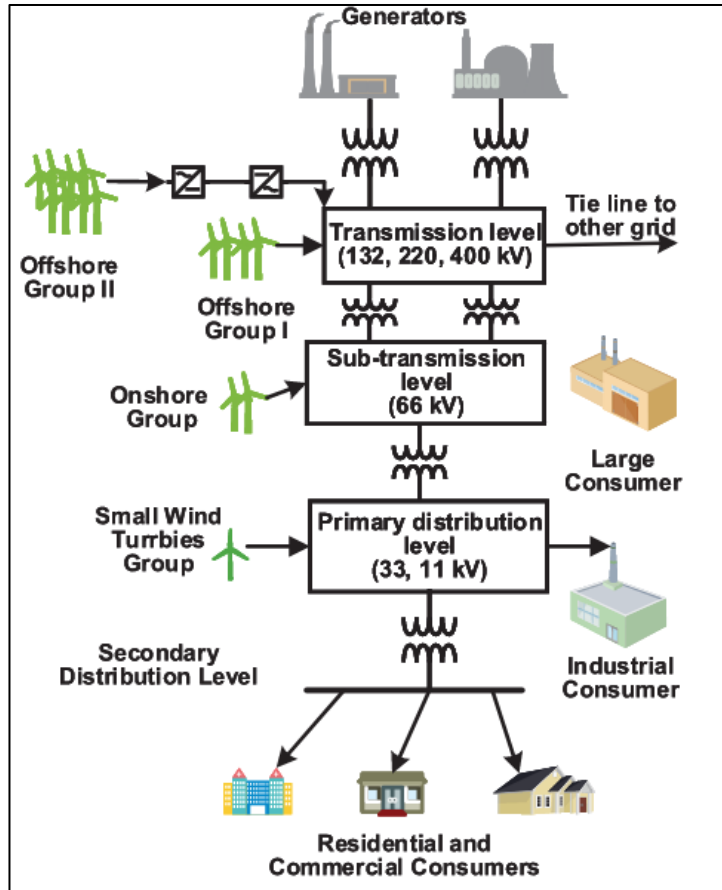 Generators
Tie line to
other grid
Transmission level
(132, 220, 400 kV)
Offshore
Group II
Offshore
Group I
Sub-transmission
level
(66 kV)
Onshore
Group
Large
Consumer
Small Wind
Turrbies
Group
Primary distribution
level
(33, 11 kV)
Secondary
Distribution Level
Industrial
Consumer
Residential and
Commercial Consumers